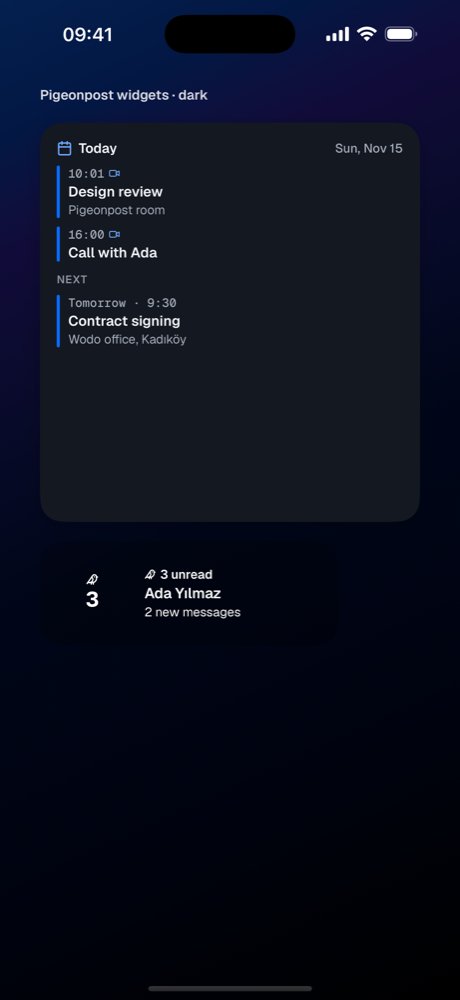 09:41
Pigeonpost widgets · dark
Today
Sun, Nov 15
10:01
Design review
Pigeonpost room
16:00
Call with Ada
NEXT
Tomorrow · 9:30
Contract signing
Wodo office, Kadıköy
3
3 unread
Ada Yılmaz
2 new messages